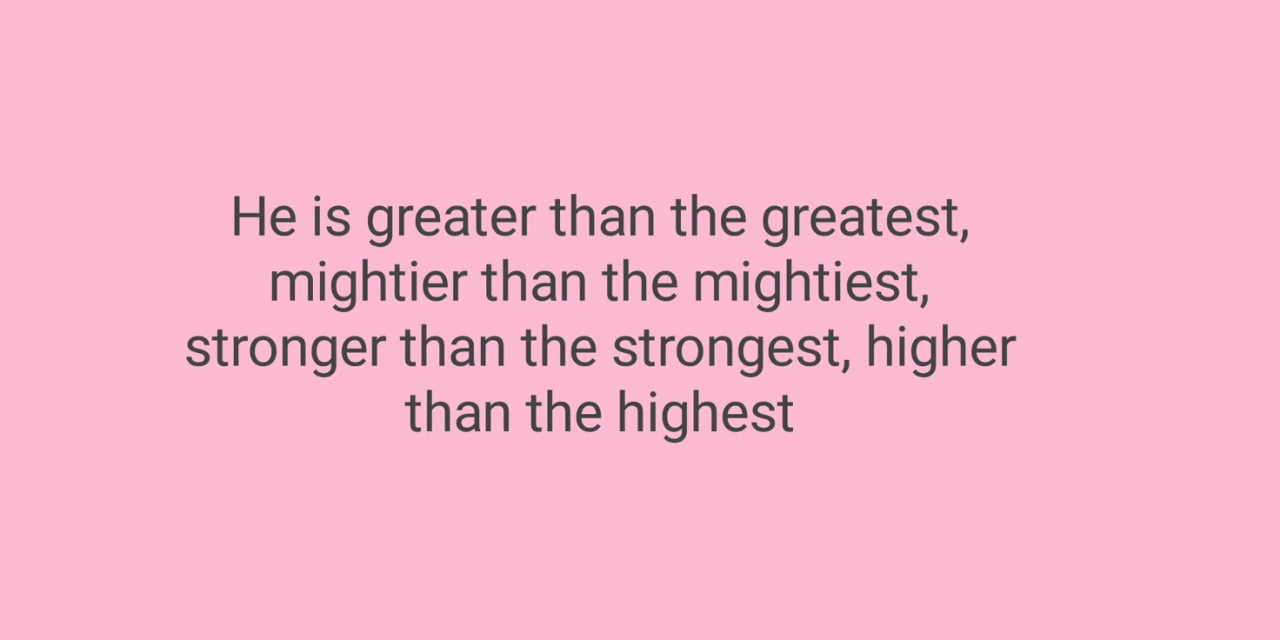 He is greater than the greatest,
mightier than the mightiest,
stronger than the strongest, higher
than the highest